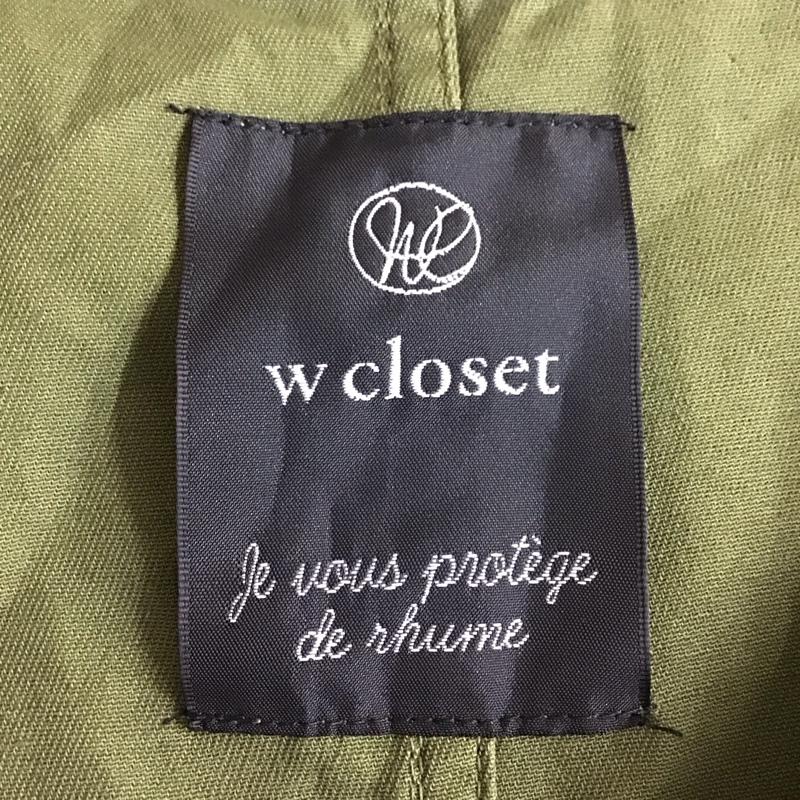 w closet
Je vous protège
de rhume